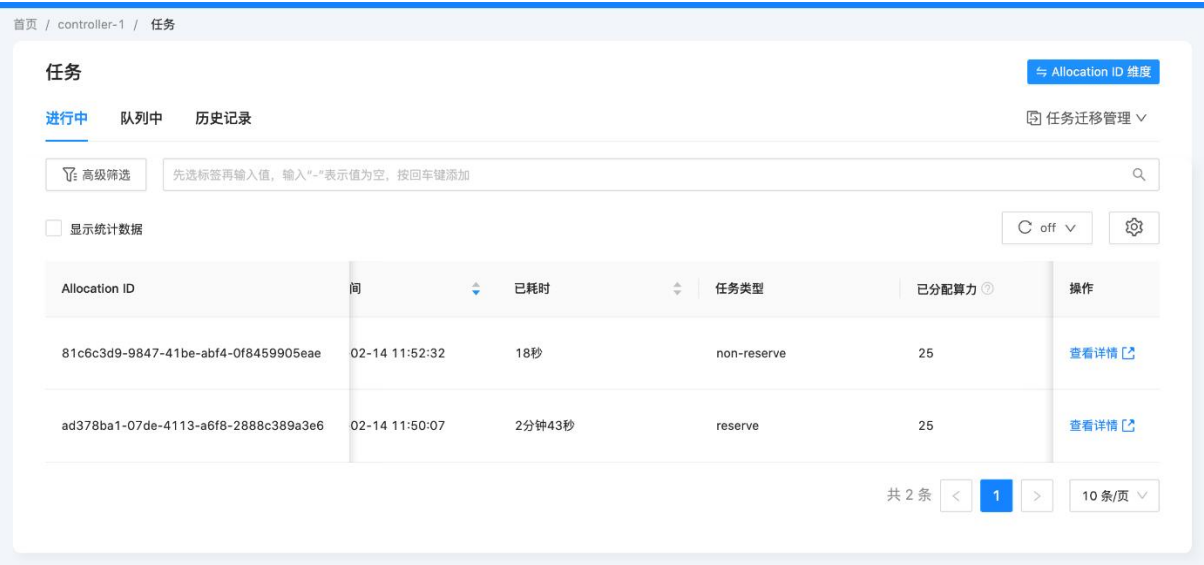 首页 / controller-1 / 任务
任务
Allocation ID 维度
进行中 队列中 历史记录
任务迁移管理
高级筛选
先选标签再输入值，输入"-"表示值为空，按回车键添加
显示统计数据
off
Allocation ID 间 已耗时 任务类型 已分配算力 操作
81c6c3d9-9847-41be-abf4-0f8459905eae 02-14 11:52:32 18秒 non-reserve 25 查看详情
ad378ba1-07de-4113-a6f8-2888c389a3e6 02-14 11:50:07 2分钟43秒 reserve 25 查看详情
共 2 条 < 1 > 10 条/页